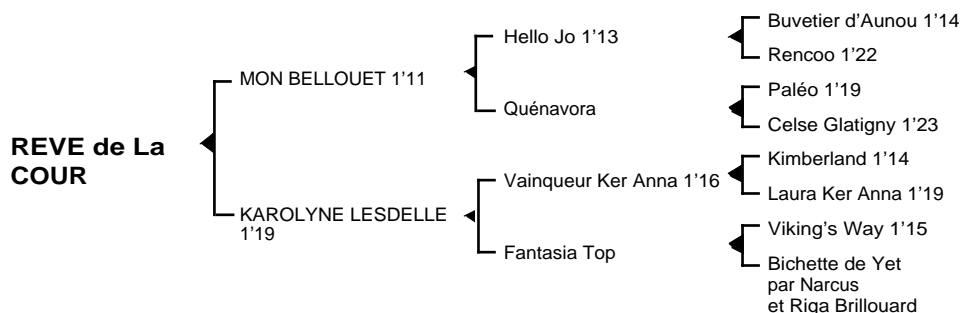 Buvetier d’Aunou 1’14
Hello Jo 1’13
Rencoo 1’22
MON BELLOUET 1’11
Paléo 1’19
Quénavora
Celse Glatigny 1’23
REVE de La
COUR
Kimberland 1’14
Vainqueur Ker Anna 1’16
Laura Ker Anna 1’19
KAROLYNE LESDELLE
1’19
Viking’s Way 1’15
Fantasia Top
Bichette de Yet
par Narcus
et Riga Brillouard